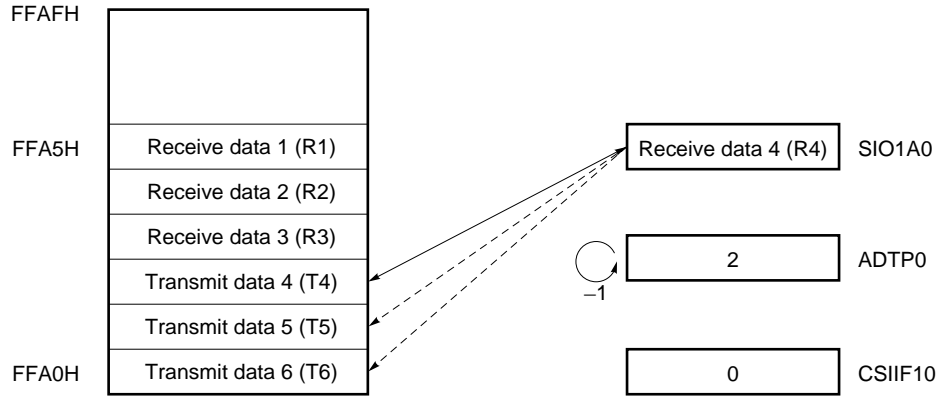 FFAFH
FFA5H
Receive data 1 (R1)
Receive data 4 (R4)
SIO1A0
Receive data 2 (R2)
Receive data 3 (R3)
2
ADTP0
−1
Transmit data 4 (T4)
Transmit data 5 (T5)
FFA0H
Transmit data 6 (T6)
0
CSIIF10